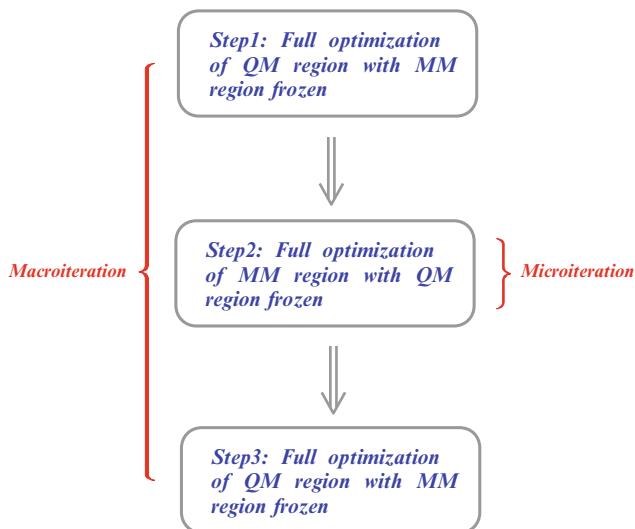 Step1: Full optimization
of QM region with MM
region frozen
Macroiteration
Step2: Full optimization
of MM region with QM
region frozen
Microiteration
Step3: Full optimization
of QM region with MM
region frozen